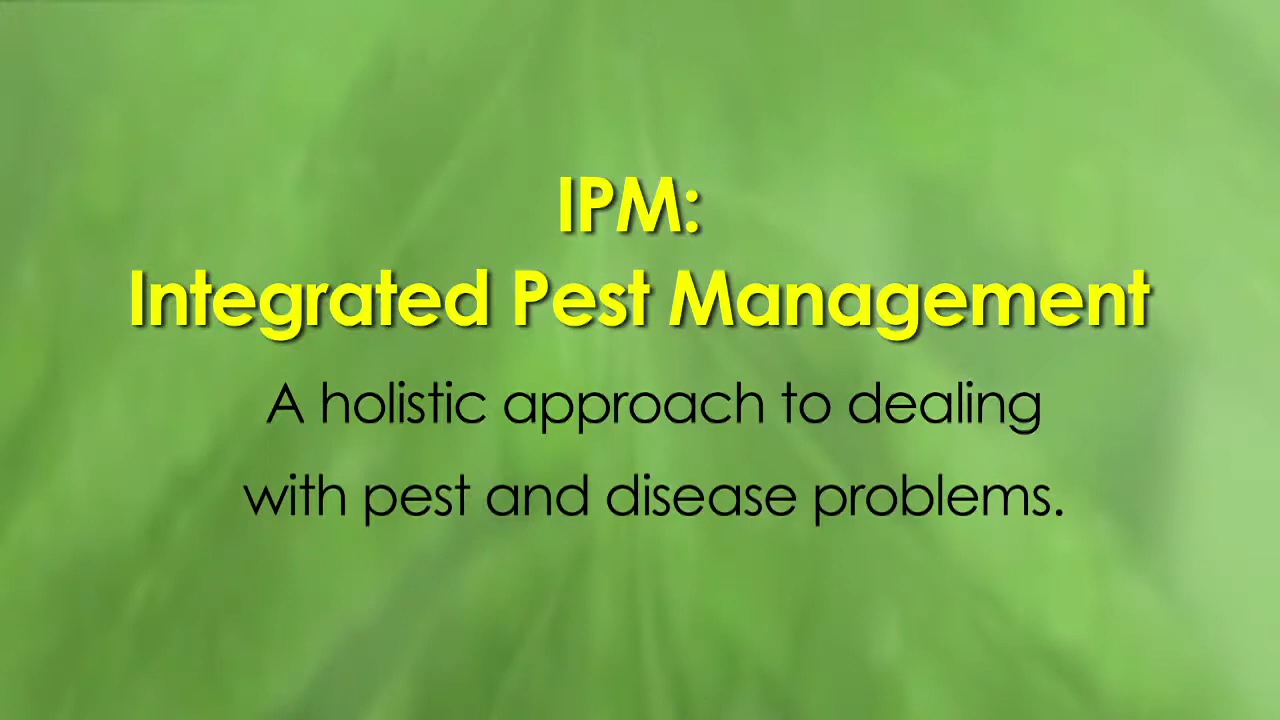 IPM:
Integrated Pest Management
A holistic approach to dealing
with pest and disease problems.